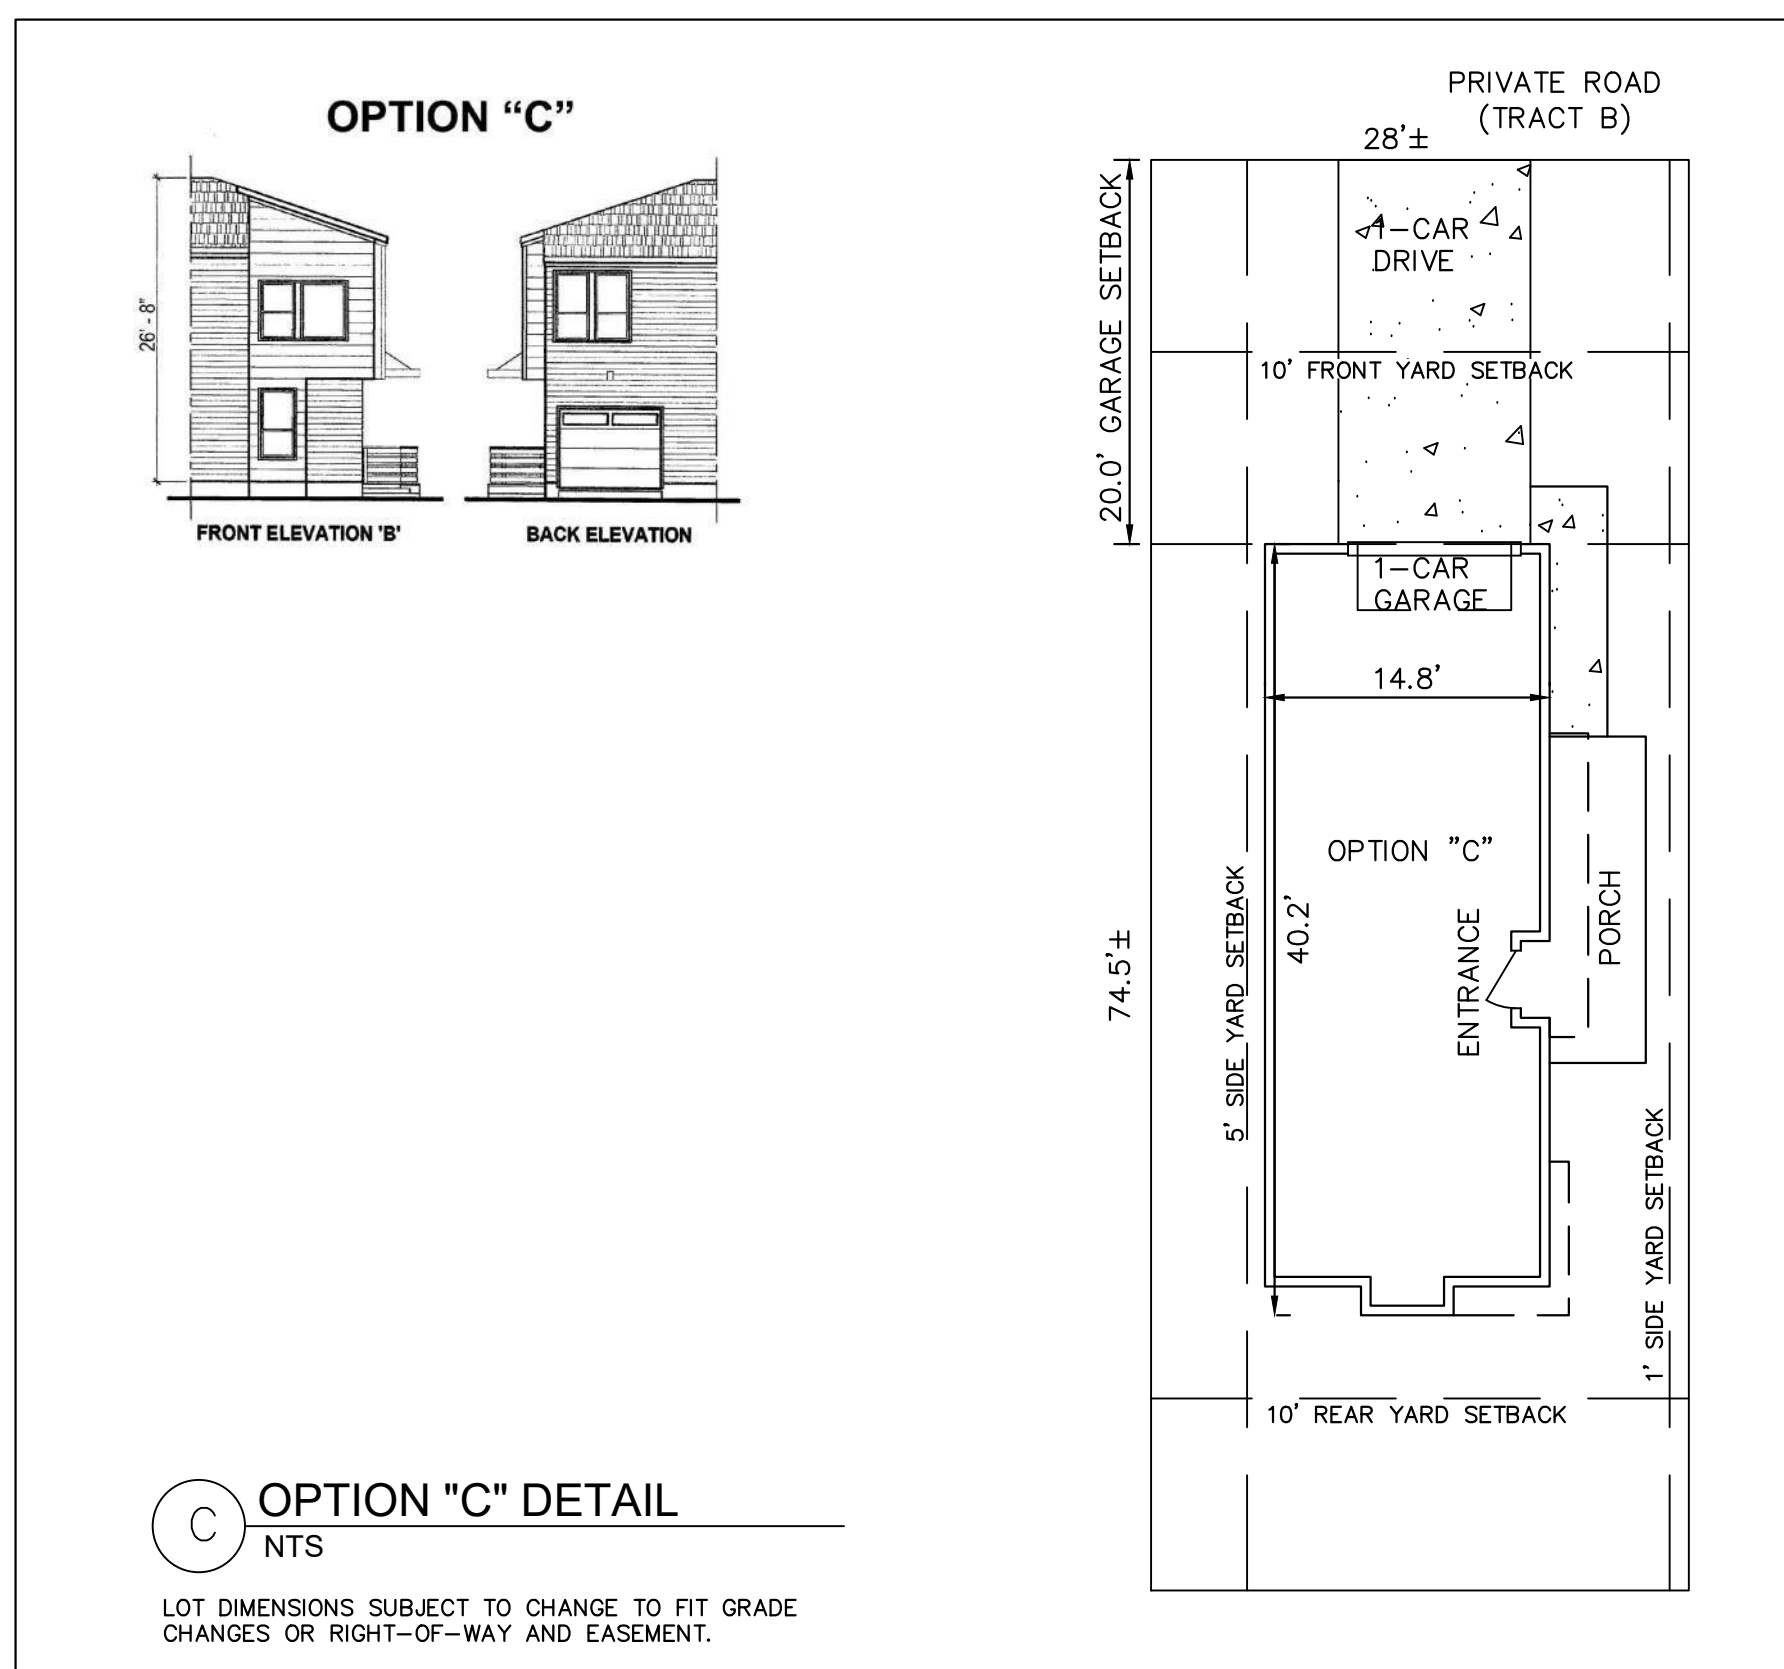 OPTION “C”
26' - 8"
FRONT ELEVATION 'B'
BACK ELEVATION
PRIVATE ROAD
(TRACT B)
28'±
20.0' GARAGE SETBACK
1-CAR
DRIVE
10' FRONT YARD SETBACK
1-CAR
GARAGE
14.8'
OPTION "C"
40.2'
ENTRANCE
PORCH
74.5'±
5' SIDE YARD SETBACK
1' SIDE YARD SETBACK
10' REAR YARD SETBACK
C
OPTION "C" DETAIL
NTS
LOT DIMENSIONS SUBJECT TO CHANGE TO FIT GRADE
CHANGES OR RIGHT-OF-WAY AND EASEMENT.